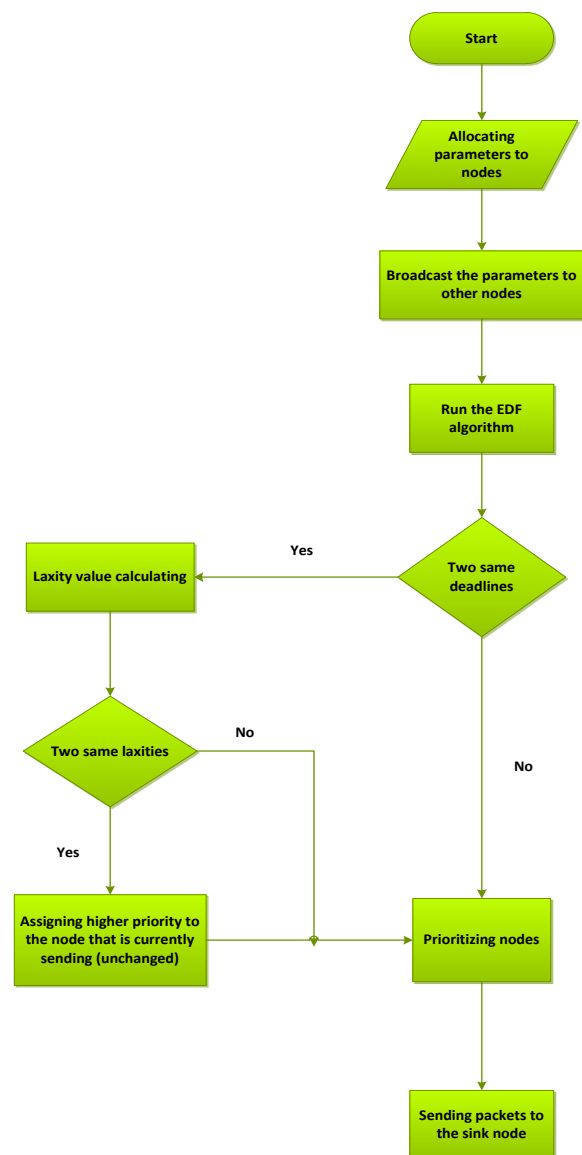 Start
Allocating
parameters to
nodes
Broadcast the parameters to
other nodes
Run the EDF
algorithm
Yes
Two same
deadlines
Laxity value calculating
No
Two same laxities
No
Yes
Assigning higher priority to
the node that is currently
sending (unchanged)
Prioritizing nodes
Sending packets to
the sink node